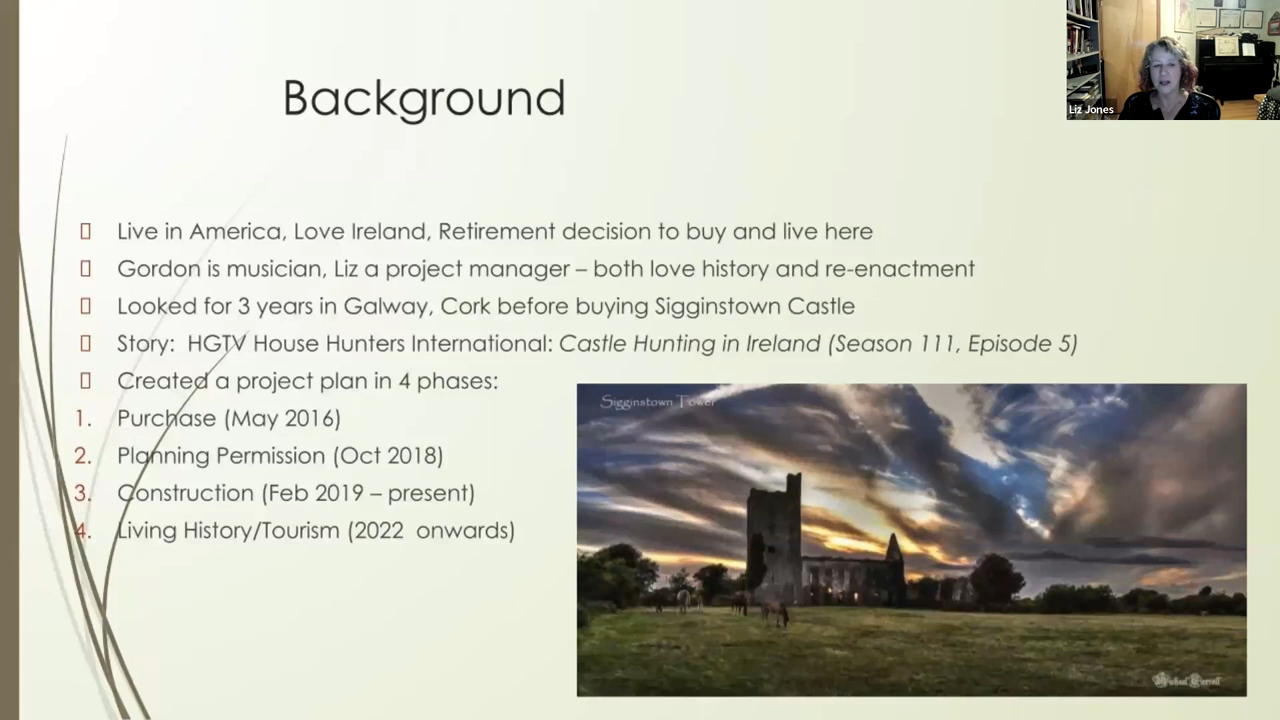 Background
Liz Jones
Live in America, Love Ireland, Retirement decision to buy and live here
Gordon is musician, Liz a project manager – both love history and re-enactment
Looked for 3 years in Galway, Cork before buying Sigginstown Castle
Story:  HGTV House Hunters International: Castle Hunting in Ireland (Season 111, Episode 5)
Created a project plan in 4 phases:
1. Purchase (May 2016)
2. Planning Permission (Oct 2018)
3. Construction (Feb 2019 – present)
4. Living History/Tourism (2022  onwards)
Sigginstown Tower